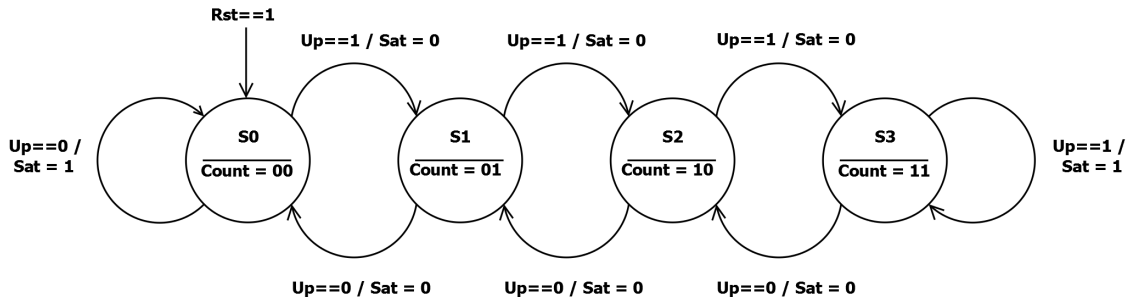 Rst==1
Up==1 / Sat = 0
Up==1 / Sat = 0
Up==1 / Sat = 0
Up==0 /
Sat = 1
S0
Count = 00
S1
Count = 01
S2
Count = 10
S3
Count = 11
Up==1 /
Sat = 1
Up==0 / Sat = 0
Up==0 / Sat = 0
Up==0 / Sat = 0